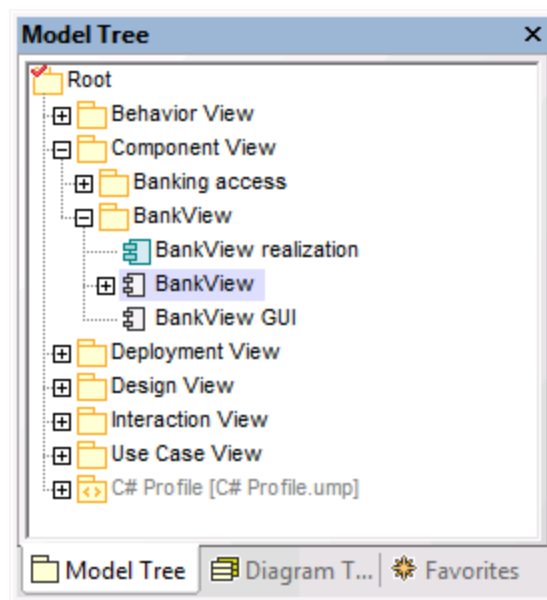 Model Tree
Root
Behavior View
Component View
Banking access
BankView
BankView realization
BankView
BankView GUI
Deployment View
Design View
Interaction View
Use Case View
C# Profile [C# Profile.ump]
Model Tree Diagram T... Favorites